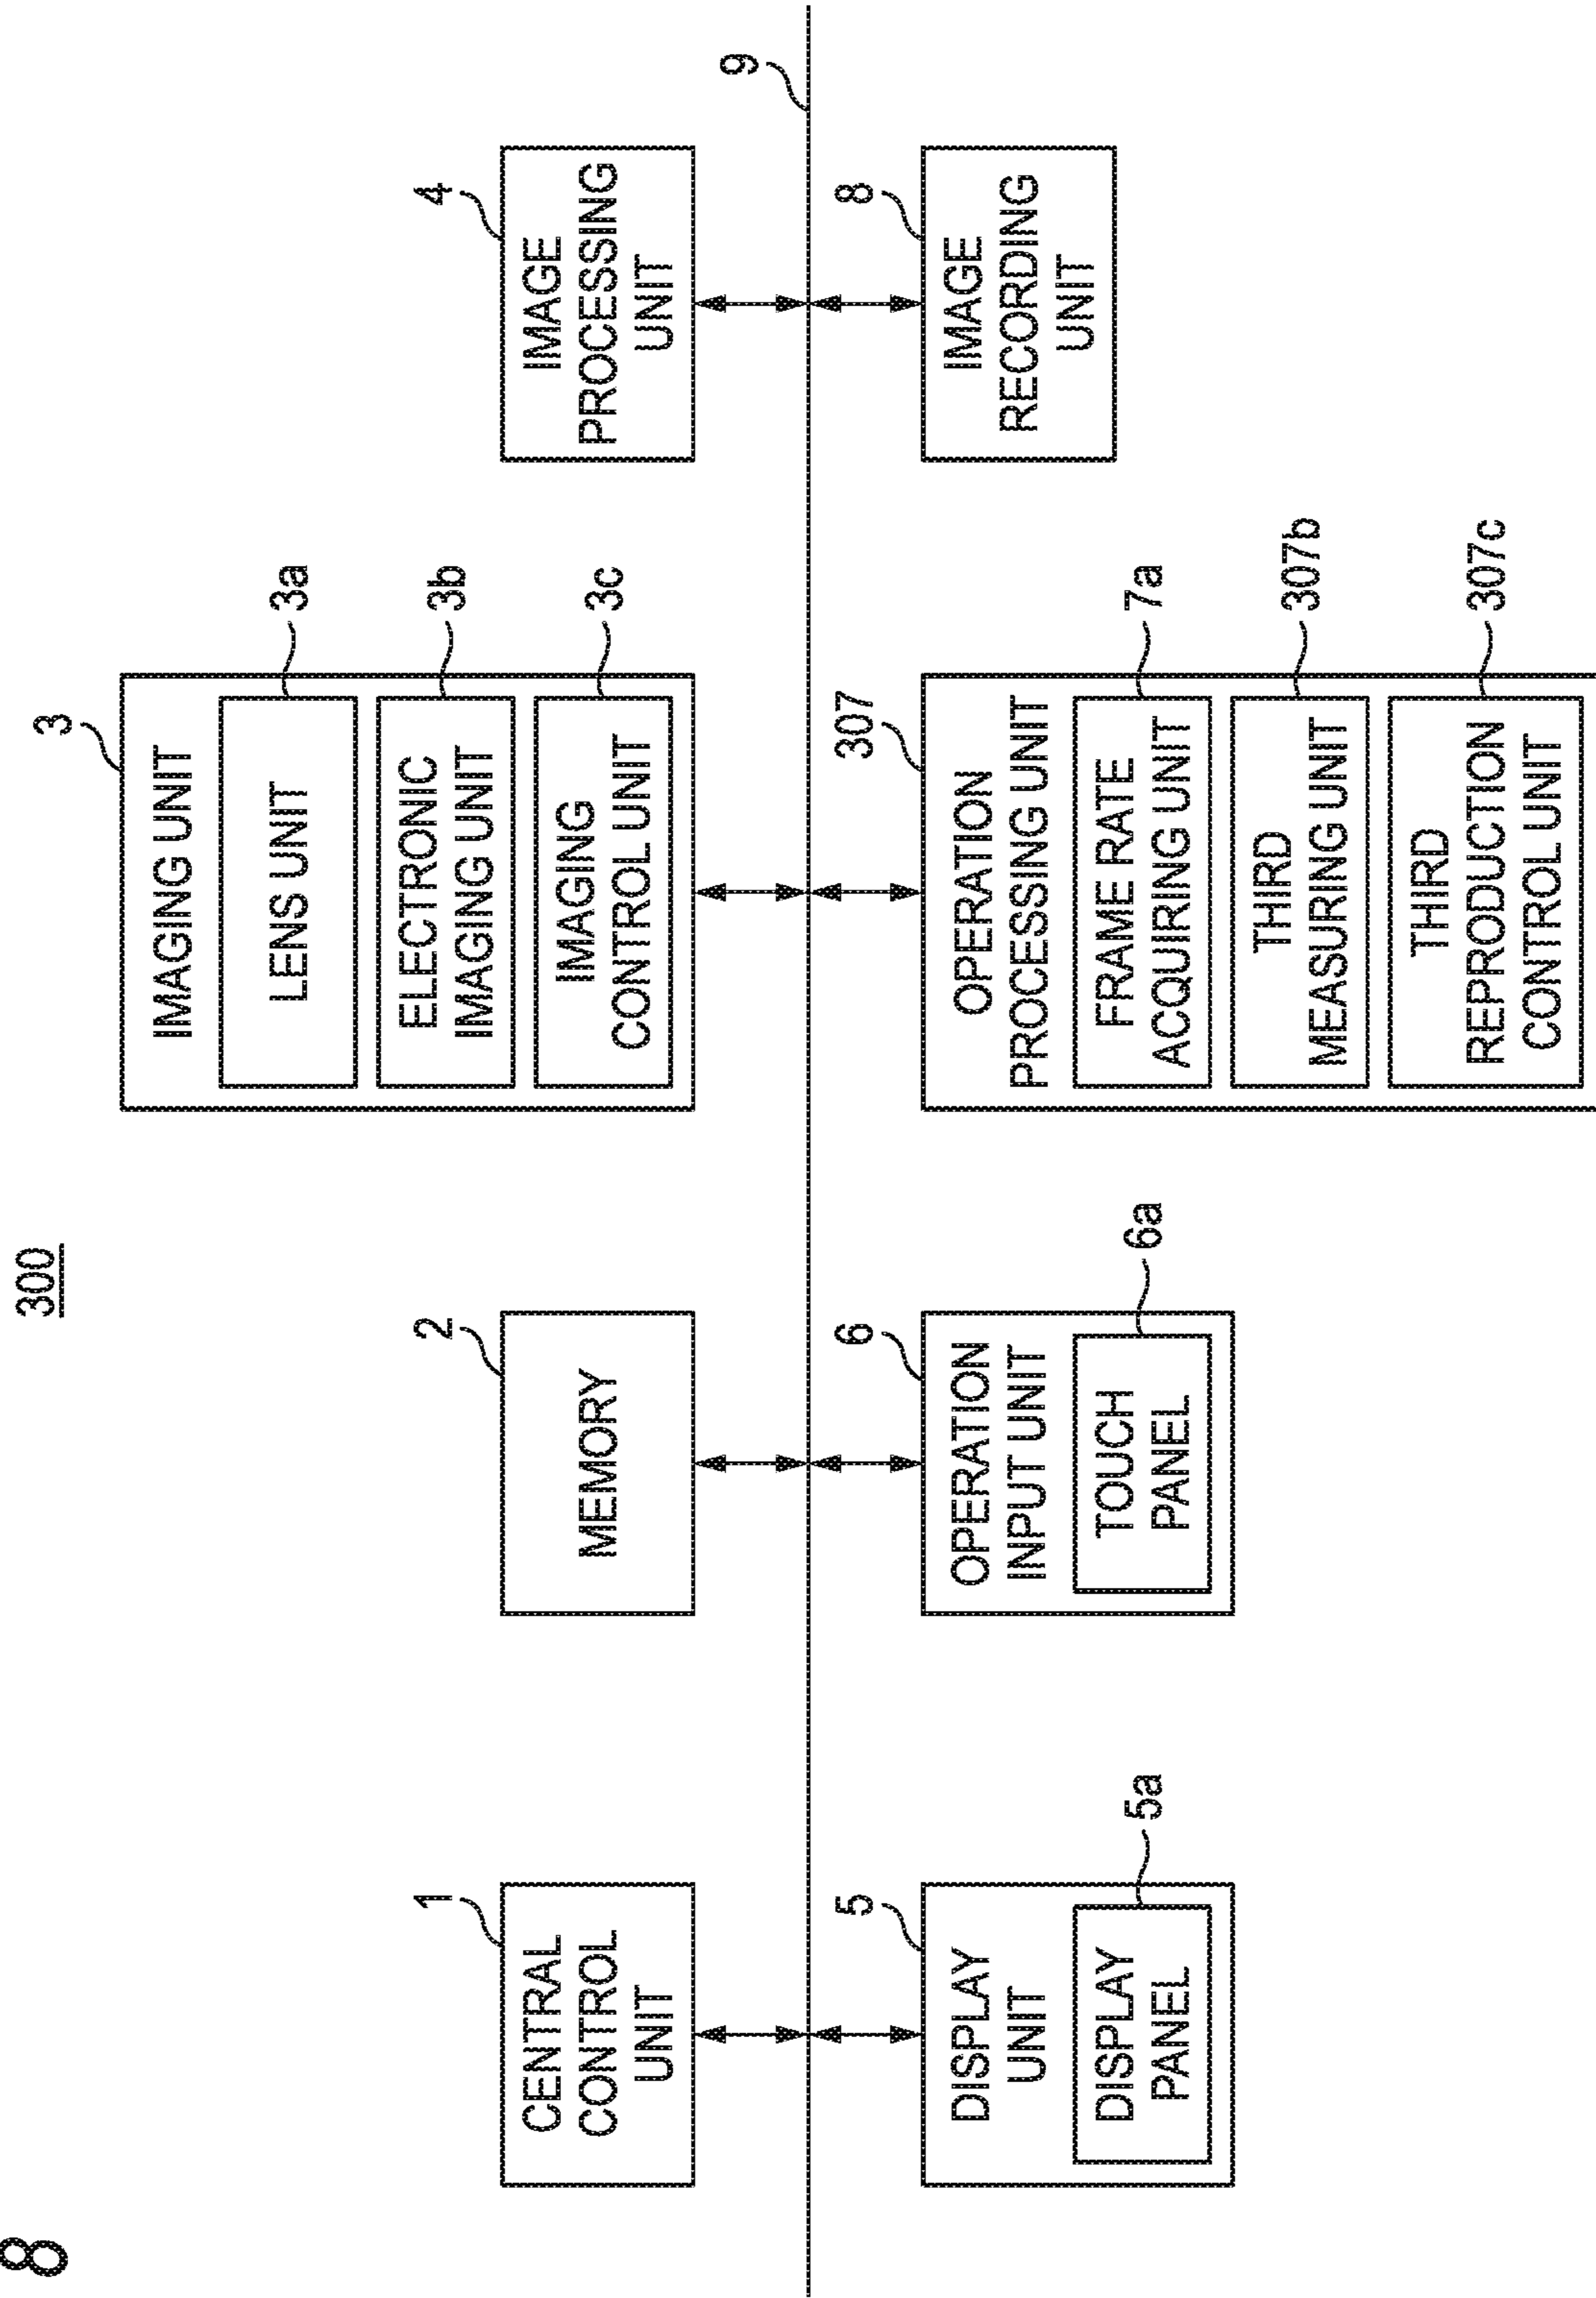 8
300
1
CENTRAL
CONTROL
UNIT
2
MEMORY
3
IMAGING UNIT
LENS UNIT
3a
ELECTRONIC
IMAGING UNIT
3b
IMAGING
CONTROL UNIT
3c
4
IMAGE
PROCESSING
UNIT
9
5
DISPLAY
UNIT
DISPLAY
PANEL
5a
6
OPERATION
INPUT UNIT
TOUCH
PANEL
6a
307
OPERATION
PROCESSING UNIT
FRAME RATE
ACQUIRING UNIT
7a
THIRD
MEASURING UNIT
307b
THIRD
REPRODUCTION
CONTROL UNIT
307c
8
IMAGE
RECORDING
UNIT